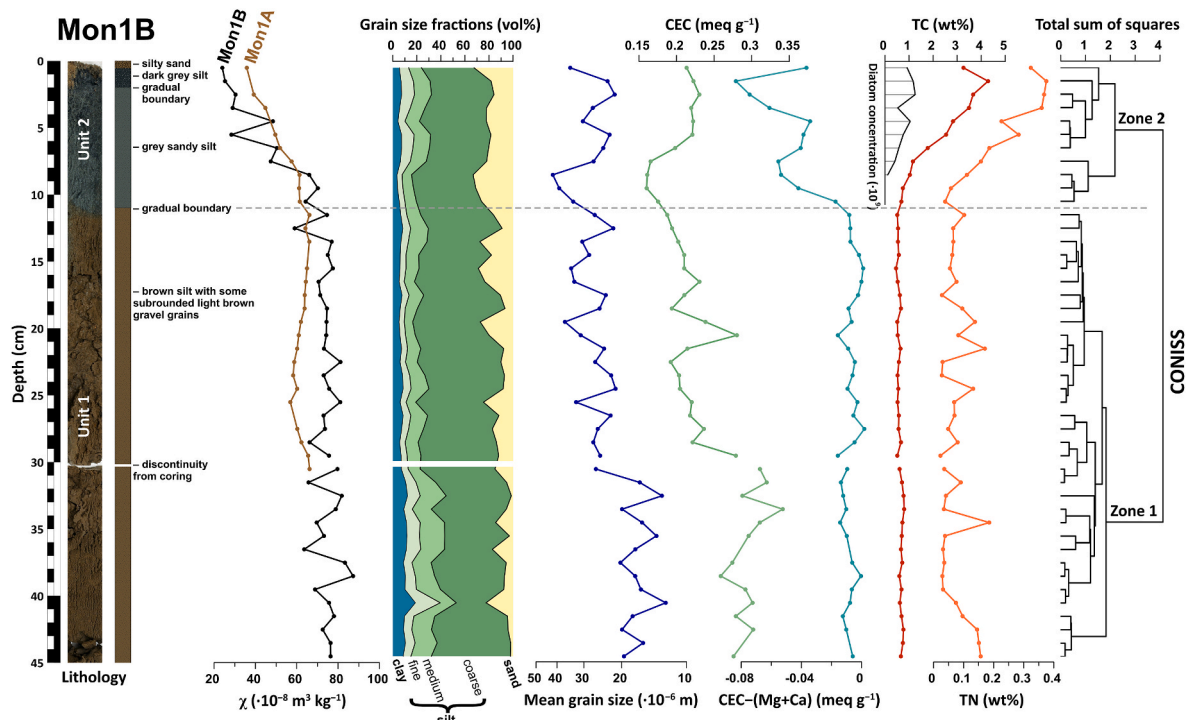 Mon1B
Mon1B
Mon1A
Grain size fractions (vol%)
0 20 40 60 80 100
CEC (meq g⁻¹)
0.15 0.2 0.25 0.3 0.35
TC (wt%)
0 1 2 3 4 5
Total sum of squares
0 1 2 3 4
Depth (cm)
0
5
10
15
20
25
30
35
40
45
Unit 2
Unit 1
silty sand
dark grey silt
gradual
boundary
grey sandy silt
gradual boundary
brown silt with some
subrounded light brown
gravel grains
discontinuity
from coring
Diatom concentration (·10⁹)
Zone 2
Zone 1
CONISS
Lithology
20 40 60 80 100
χ (·10⁻⁸ m³ kg⁻¹)
clay
fine
medium
coarse
sand
silt
50 40 30 20 10
Mean grain size (10⁻⁶ m)
-0.08 -0.04 0
CEC–(Mg+Ca) (meq g⁻¹)
0 0.1 0.2 0.3 0.4
TN (wt%)